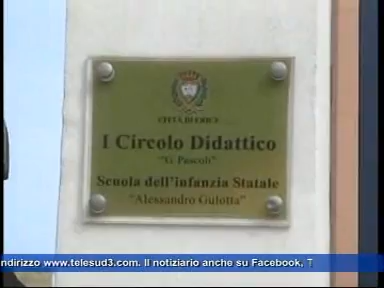 CITTÀ DI ERICE
I Circolo Didattico
"G. Pascoli"
Scuola dell'infanzia Statale
"Alessandro Gulotta"
ndirizzo www.telesud3.com. Il notiziario anche su Facebook, T